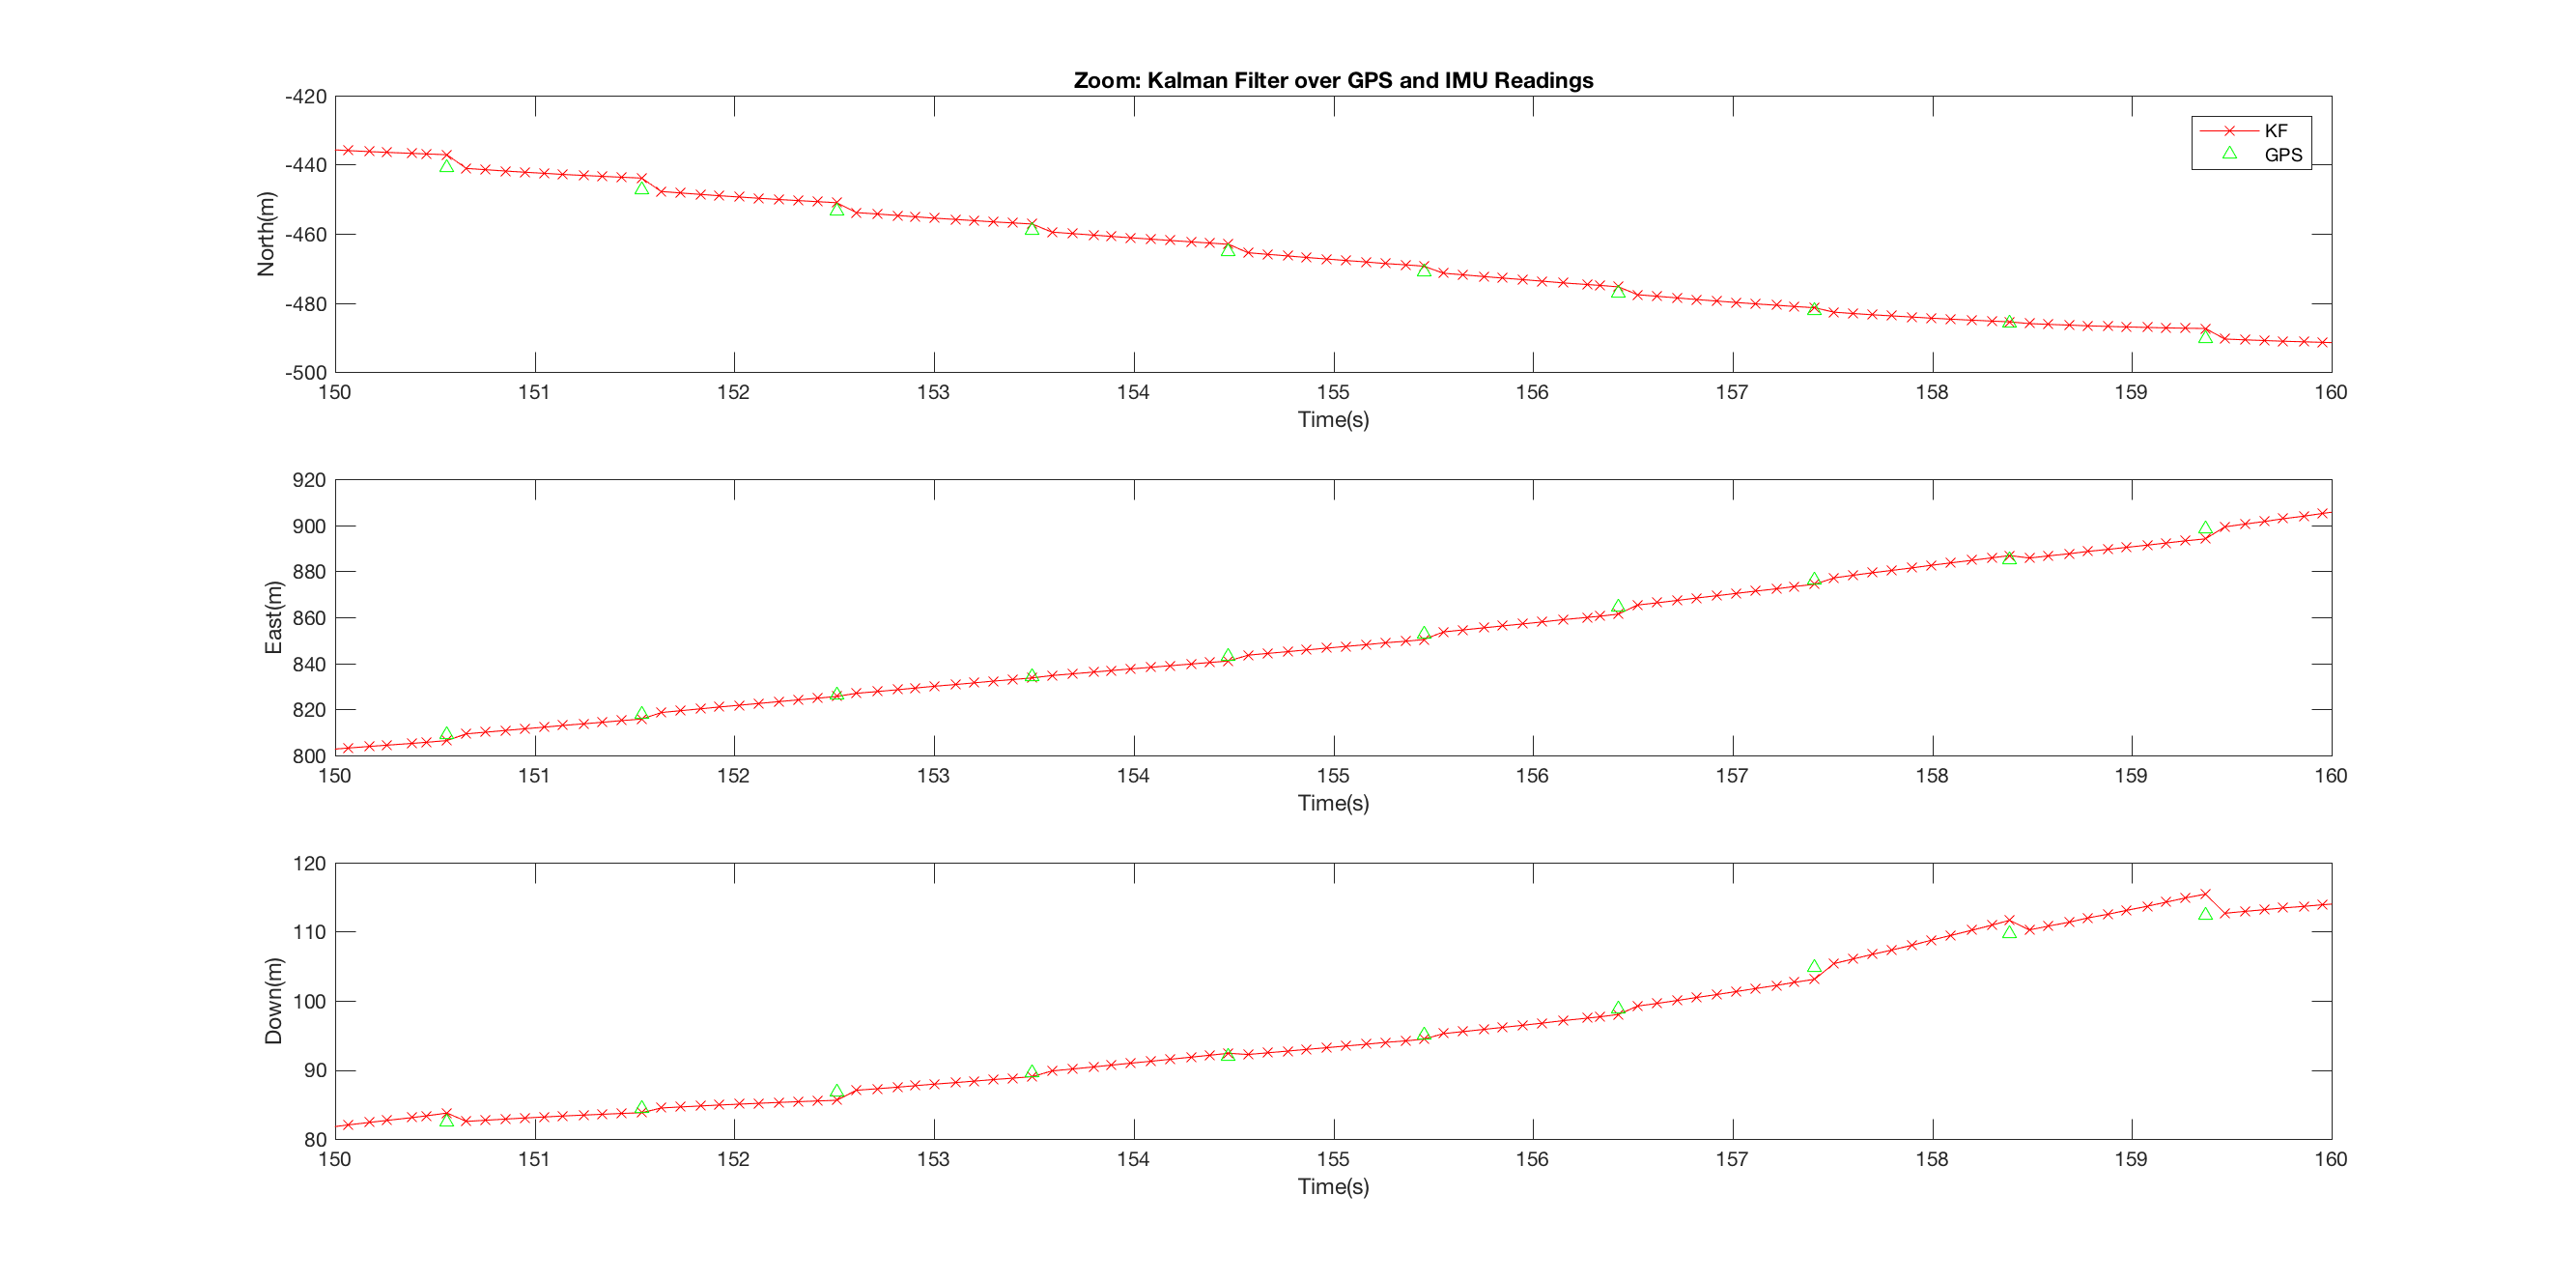 Zoom: Kalman Filter over GPS and IMU Readings
-420
-440
-460
-480
-500
North(m)
KF
GPS
150 151 152 153 154 155 156 157 158 159 160
Time(s)
920
900
880
860
840
820
800
East(m)
150 151 152 153 154 155 156 157 158 159 160
Time(s)
120
110
100
90
80
Down(m)
150 151 152 153 154 155 156 157 158 159 160
Time(s)